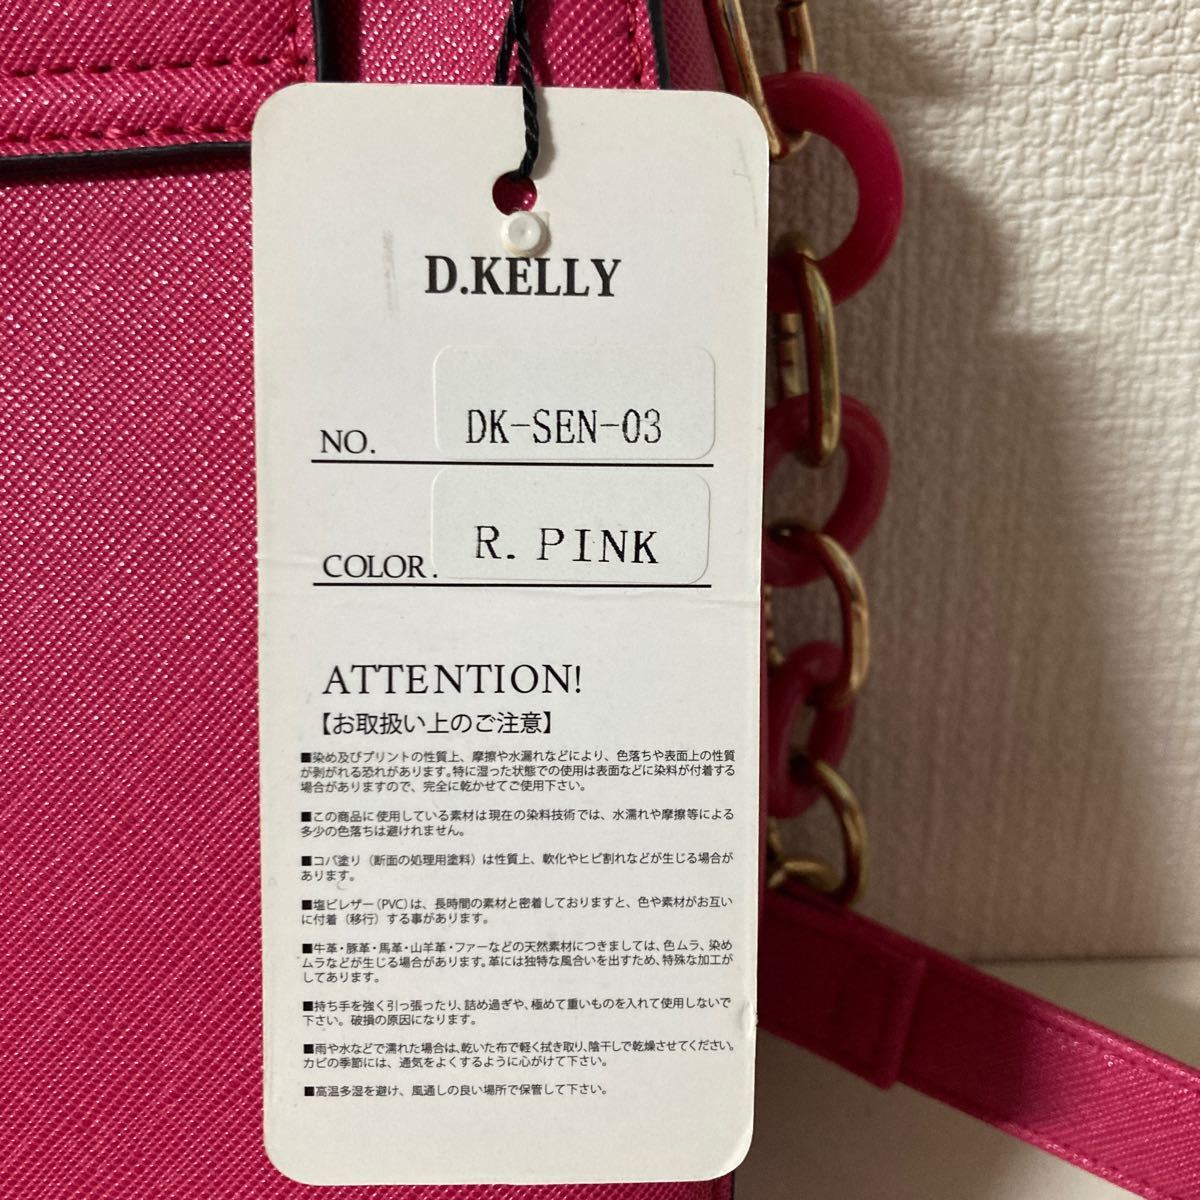 D.KELLY
NO. DK-SEN-03
COLOR. R. PINK
ATTENTION!
【お取扱い上のご注意】
■染め及びプリントの性質上、摩擦や水漏れなどにより、色落ちや表面上の性質
が剥がれる恐れがあります。特に湿った状態での使用は表面などに染料が付着する
場合がありますので、完全に乾かせてご使用下さい。
■この商品に使用している素材は現在の染料技術では、水濡れや摩擦等による
多少の色落ちは避けれません。
■コバ塗り（断面の処理用塗料）は性質上、軟化やヒビ割れなどが生じる場合が
あります。
■塩ビレザー(PVC)は、長時間の素材と密着しておりますと、色や素材がお互い
に付着（移行）する事があります。
■牛革・豚革・馬革・山羊革・ファーなどの天然素材につきましては、色ムラ、染め
ムラなどが生じる場合があります。革には独特な風合いを出すため、特殊な加工が
してあります。
■持ち手を強く引っ張ったり、詰め過ぎや、極めて重いものを入れて使用しないで
下さい。破損の原因になります。
■雨や水などで濡れた場合は、乾いた布で軽く拭き取り、陰干しで乾燥させてください。
カビの季節には、通気をよくするように心がけて下さい。
■高温多湿を避け、風通しの良い場所で保管して下さい。